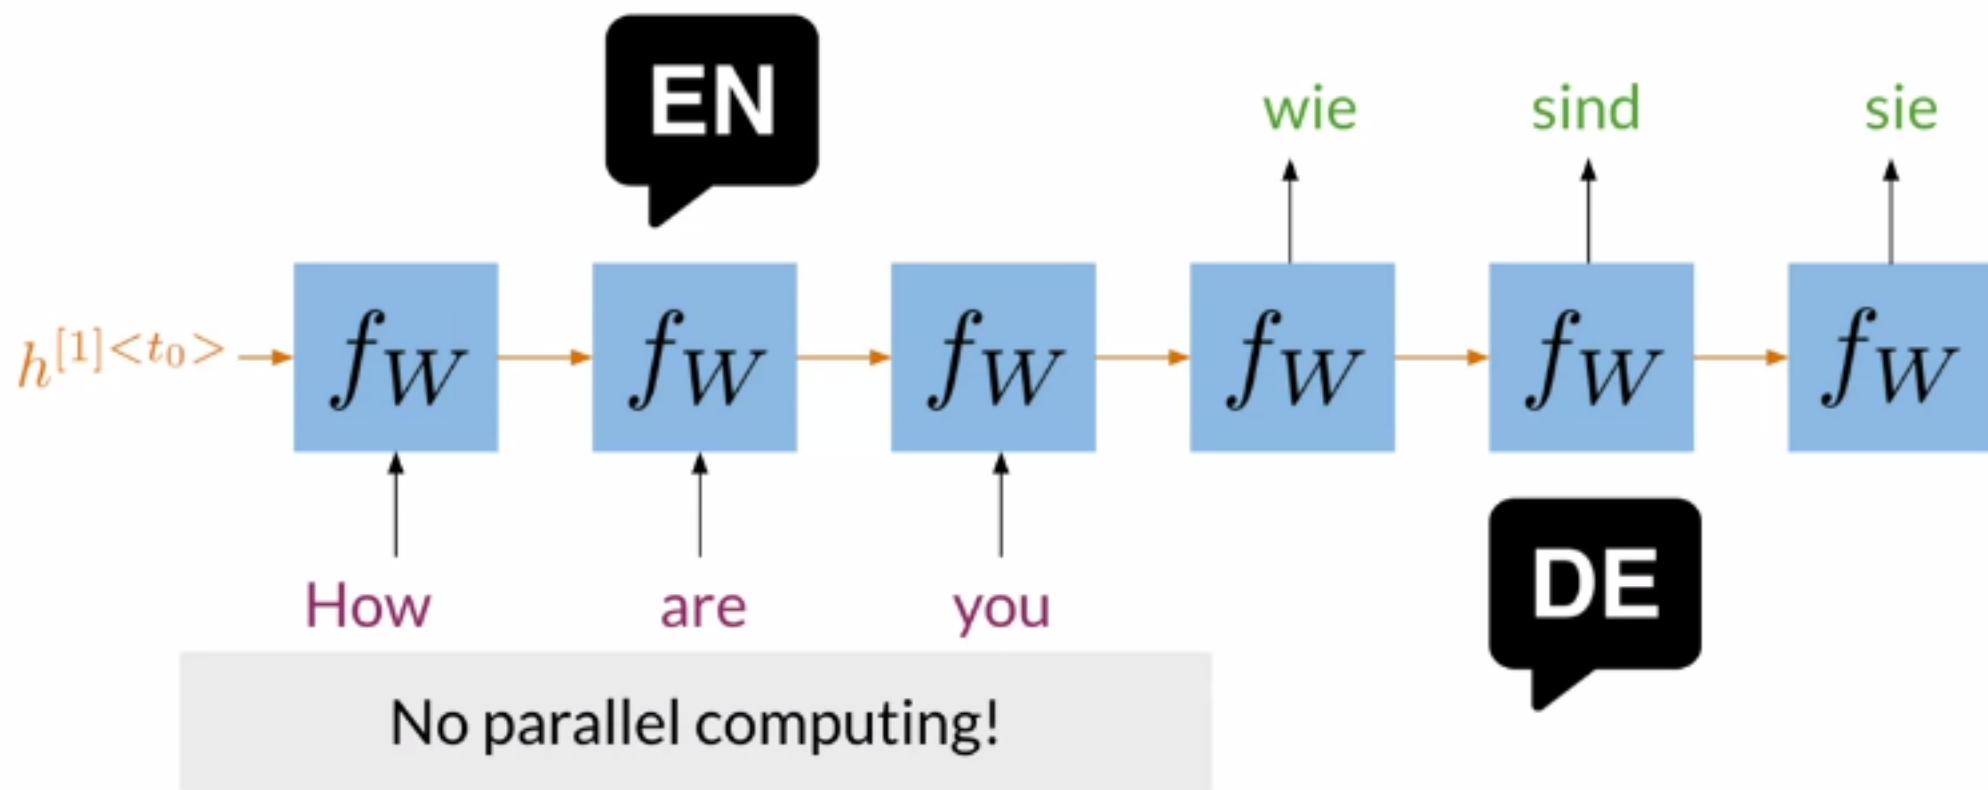 EN
wie sind sie
h^{[1]<t_0>} f_W f_W f_W f_W f_W f_W
How are you
DE
No parallel computing!